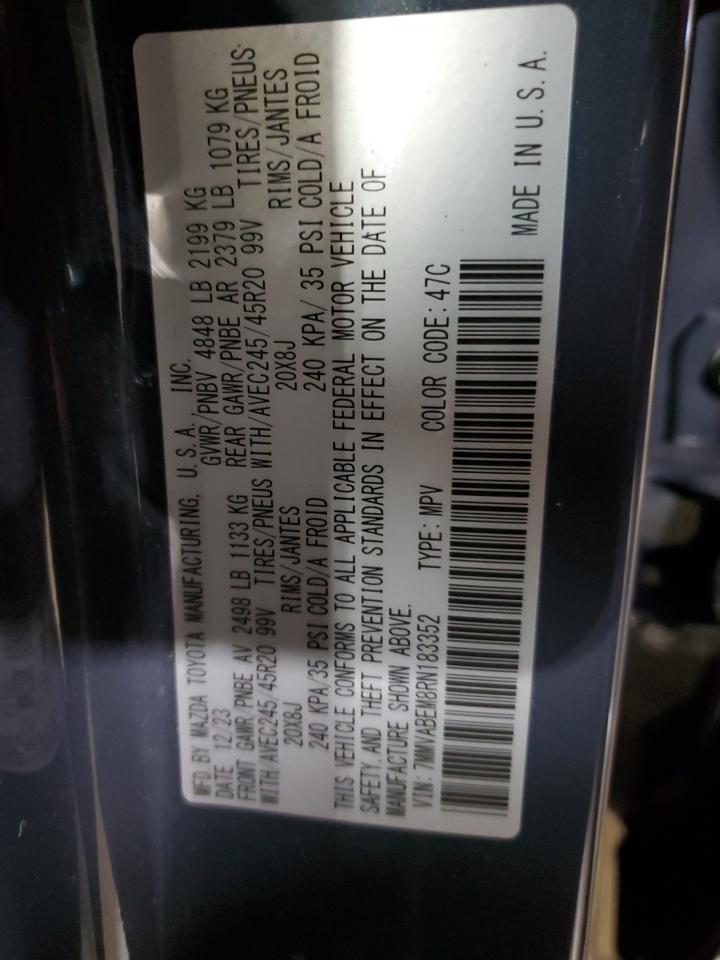 MFD BY MAZDA TOYOTA MANUFACTURING, U.S.A., INC.
DATE 12/23 GVWR/PNBV 4848 LB 2199 KG
FRONT GAWR/PNBE AV 2498 LB 1133 KG REAR GAWR/PNBE AR 2379 LB 1079 KG
WITH/AVEC245/45R20 99V TIRES/PNEUS WITH/AVEC245/45R20 99V TIRES/PNEUS
20X8J RIMS/JANTES 20X8J RIMS/JANTES
240 KPA/35 PSI COLD/A FROID 240 KPA/ 35 PSI COLD/A FROID
THIS VEHICLE CONFORMS TO ALL APPLICABLE FEDERAL MOTOR VEHICLE
SAFETY AND THEFT PREVENTION STANDARDS IN EFFECT ON THE DATE OF
MANUFACTURE SHOWN ABOVE.
VIN: 7MMVABEM3RN183352 TYPE: MPV COLOR CODE: 47C
MADE IN U.S.A.